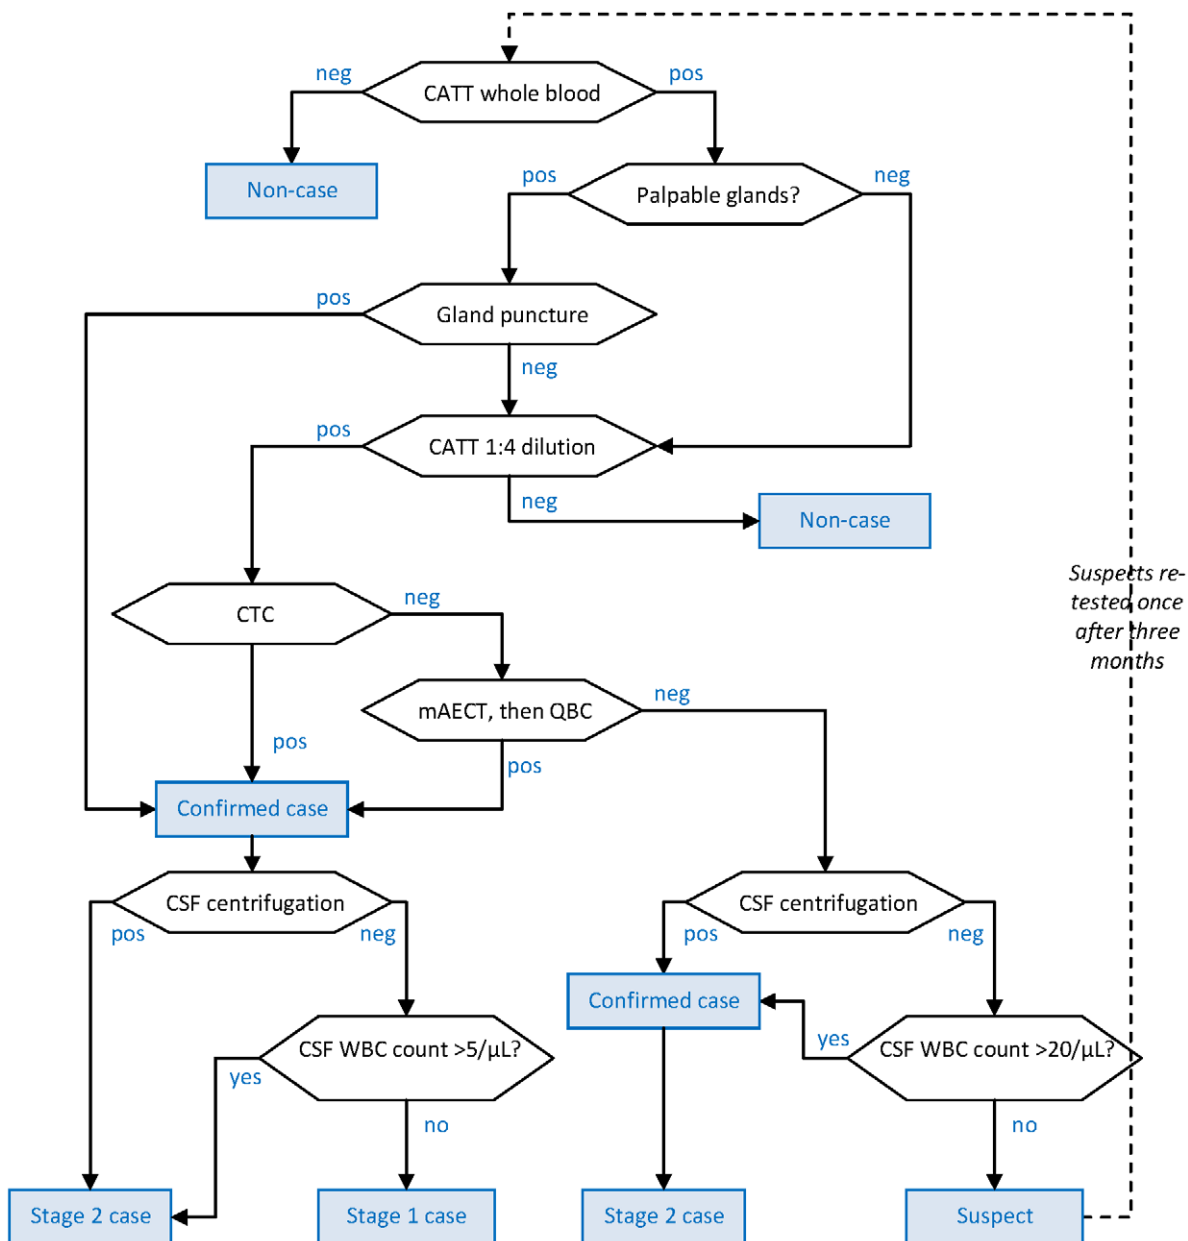 neg
CATT whole blood
pos
Non-case
pos
Palpable glands?
neg
pos
Gland puncture
neg
pos
CATT 1:4 dilution
neg
Non-case
Suspects re-
tested once
after three
months
CTC
neg
mAECT, then QBC
neg
pos
pos
Confirmed case
CSF centrifugation
pos
neg
CSF centrifugation
pos
neg
Confirmed case
CSF WBC count >5/µL?
yes
no
CSF WBC count >20/µL?
yes
no
Stage 2 case
Stage 1 case
Stage 2 case
Suspect